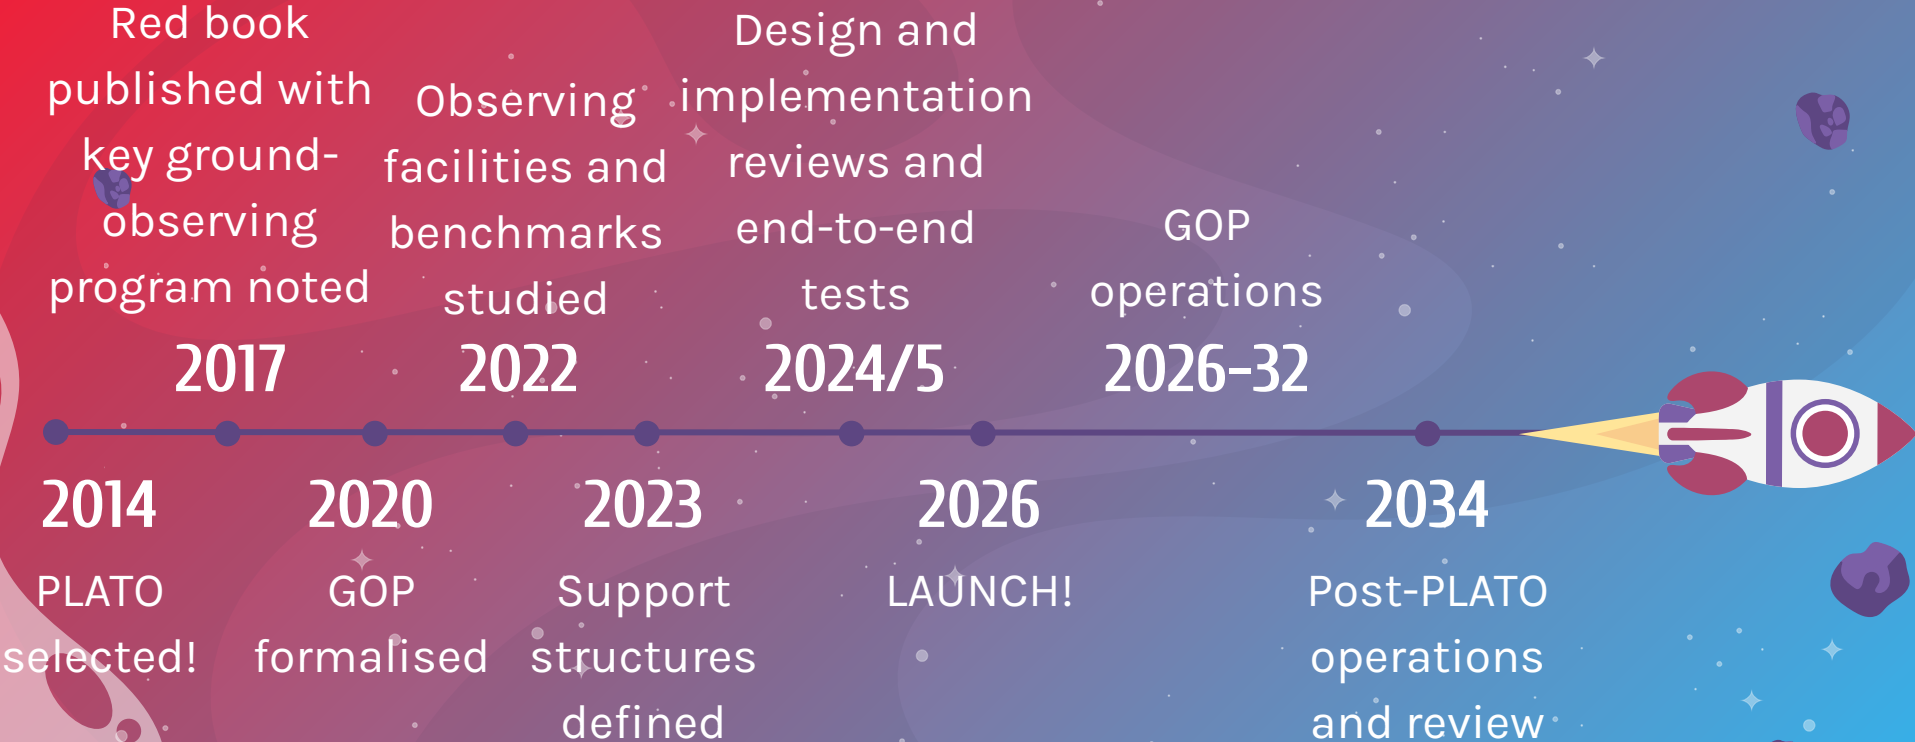 Red book
published with
key ground-
observing
program noted
2017
Observing
facilities and
benchmarks
studied
2022
Design and
implementation
reviews and
end-to-end
tests
2024/5
GOP
operations
2026-32
2014
PLATO
selected!
2020
GOP
formalised
2023
Support
structures
defined
2026
LAUNCH!
2034
Post-PLATO
operations
and review